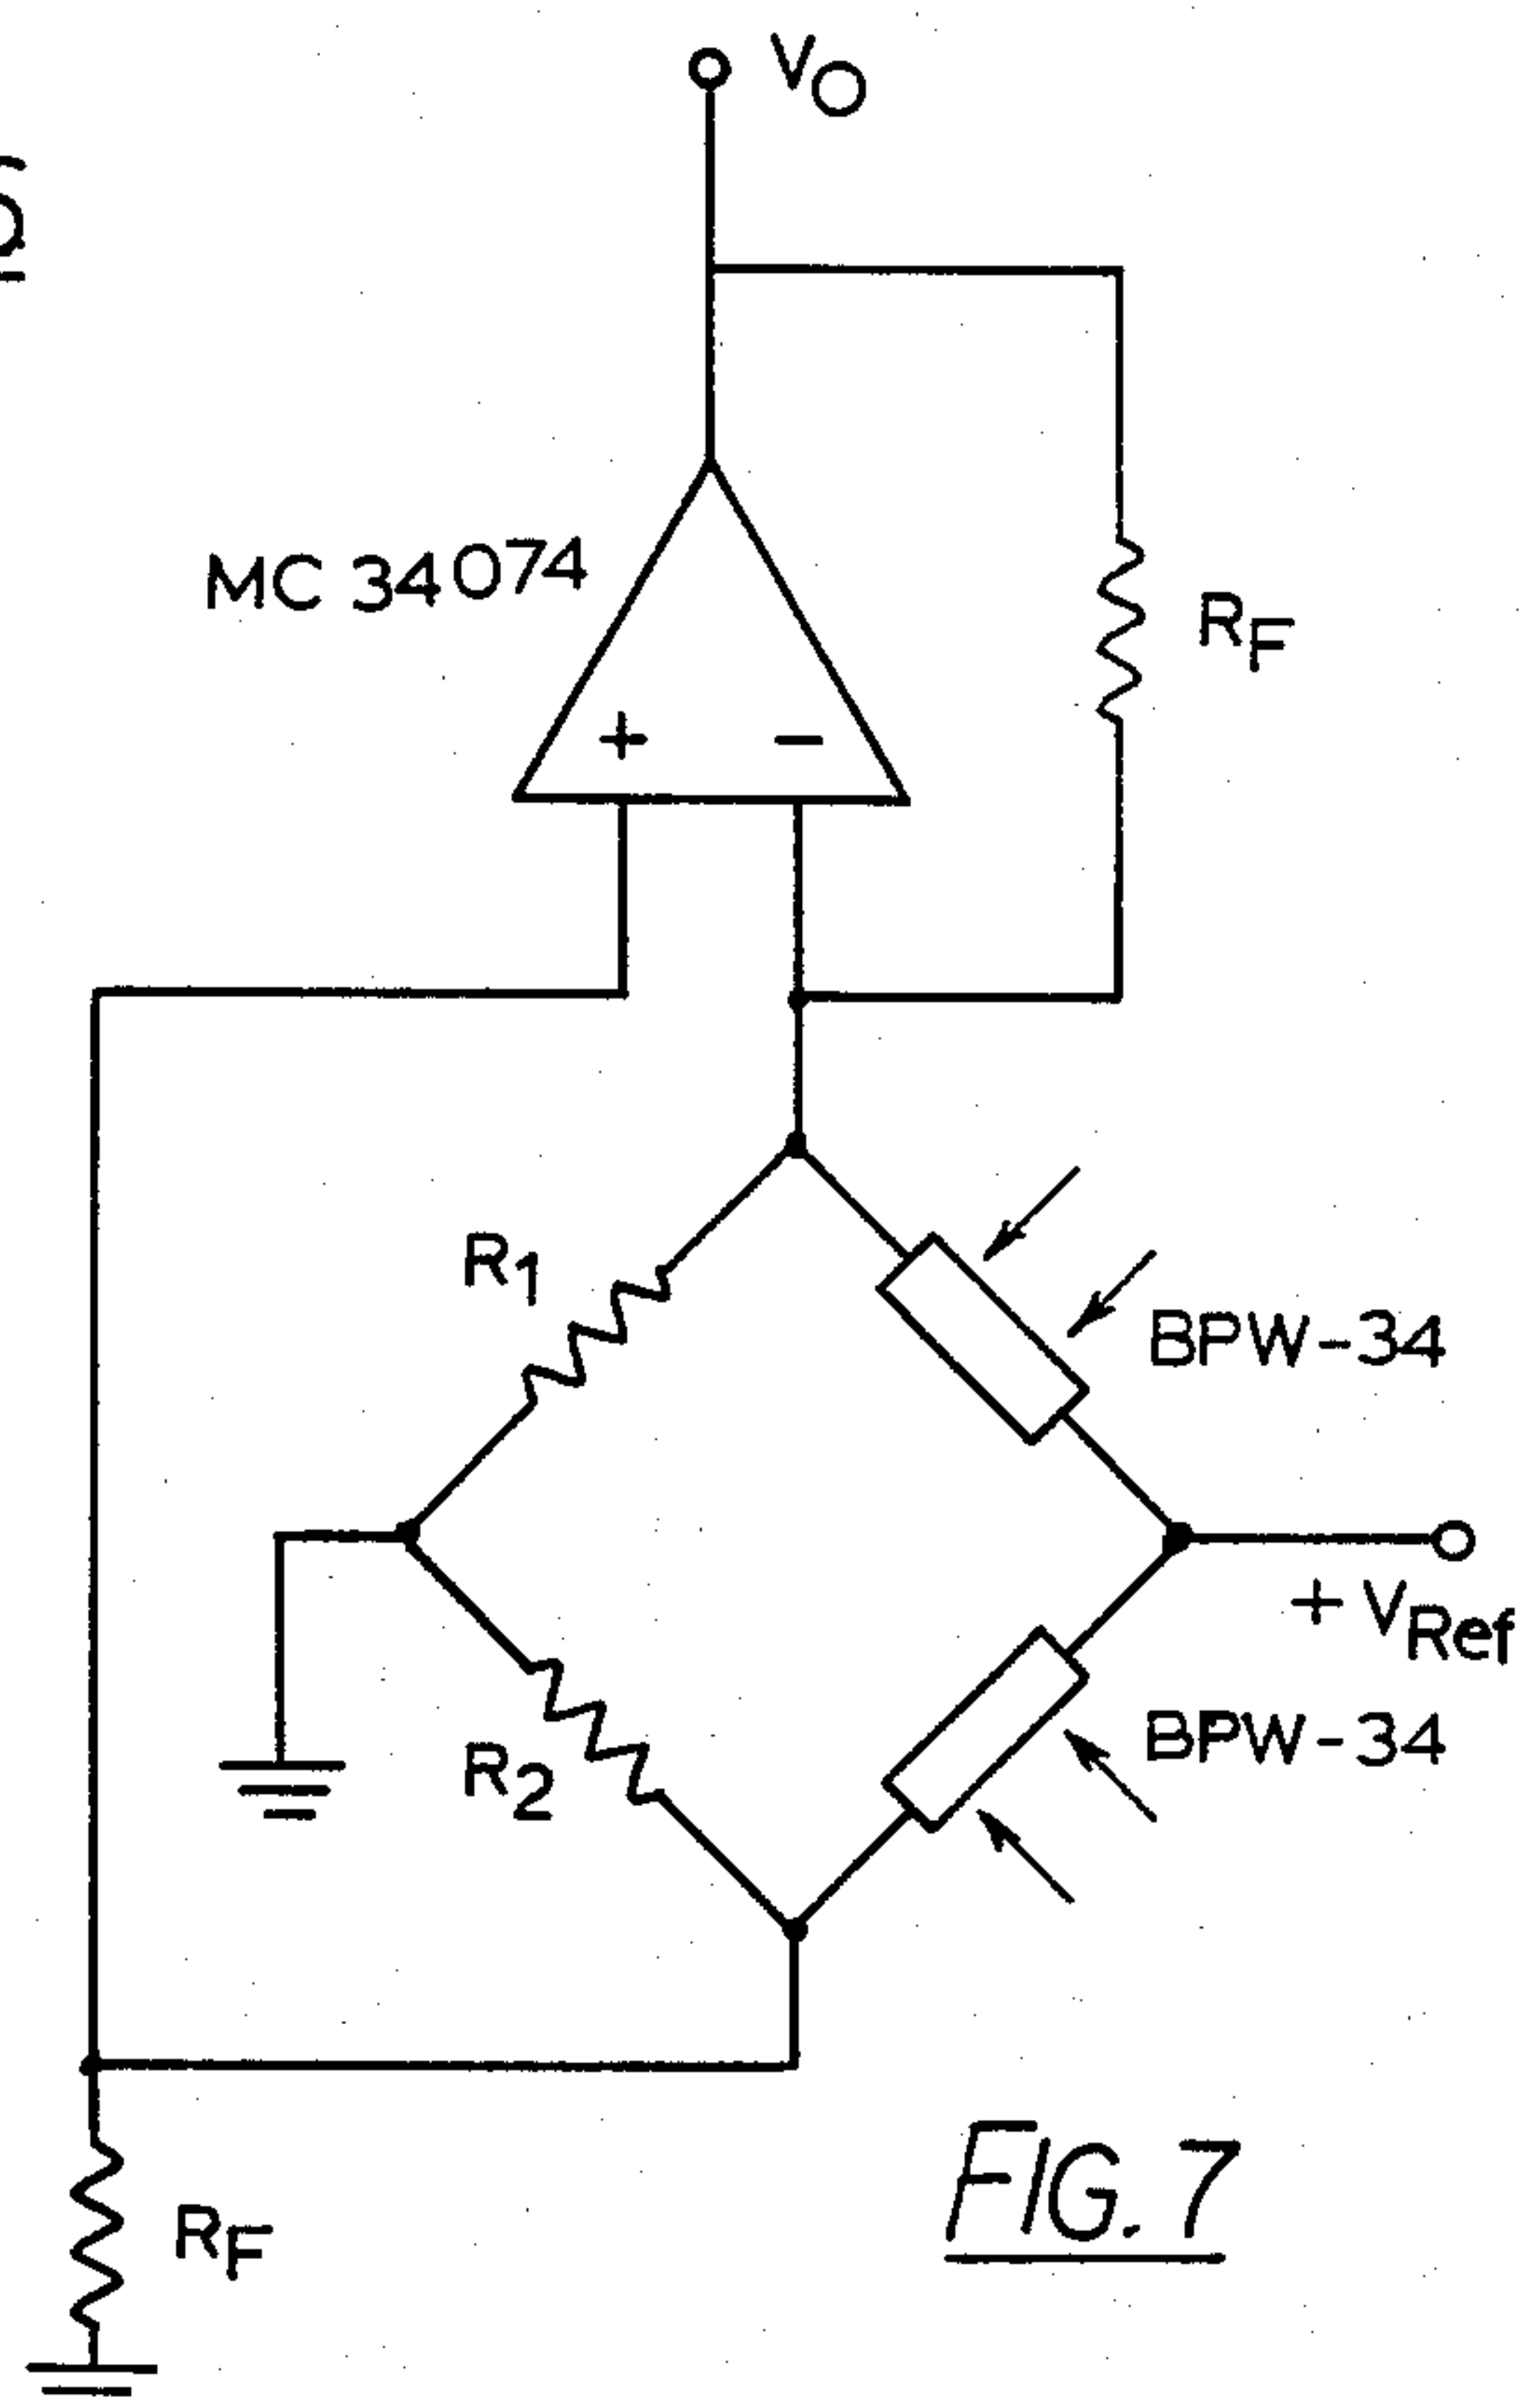 VO
MC 34074
RF
+ −
R1
BPW-34
+ VRef
R2
BPW-34
RF
FIG. 7